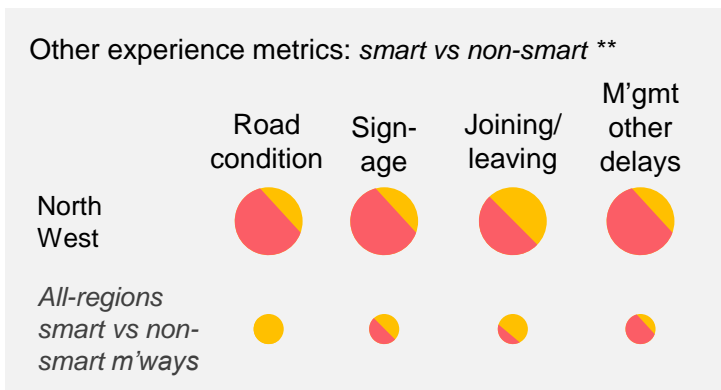 Other experience metrics: smart vs non-smart **
Road
condition
Sign-
age
Joining/
leaving
M'gmt
other
delays
North
West
All-regions
smart vs non-
smart m'ways